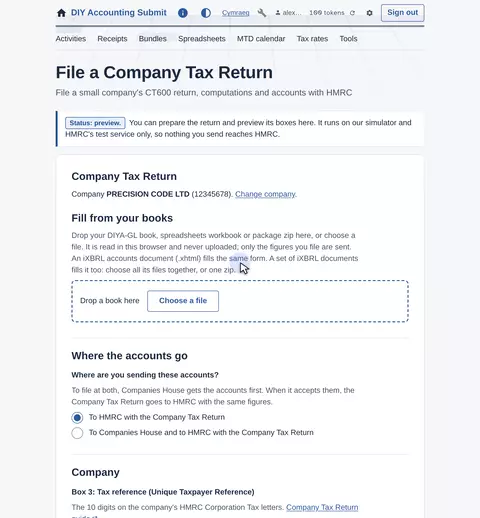 DIY Accounting Submit
Cymraeg
alex...
100 tokens
Sign out
Activities Receipts Bundles Spreadsheets MTD calendar Tax rates Tools
File a Company Tax Return
File a small company's CT600 return, computations and accounts with HMRC
Status: preview. You can prepare the return and preview its boxes here. It runs on our simulator and
HMRC's test service only, so nothing you send reaches HMRC.
Company Tax Return
Company PRECISION CODE LTD (12345678). Change company.
Fill from your books
Drop your DIYA-GL book, spreadsheets workbook or package zip here, or choose a
file. It is read in this browser and never uploaded; only the figures you file are sent.
An iXBRL accounts document (.xhtml) fills the same form. A set of iXBRL documents
fills it too: choose all its files together, or one zip.
Drop a book here
Choose a file
Where the accounts go
Where are you sending these accounts?
To file at both, Companies House gets the accounts first. When it accepts them, the
Company Tax Return goes to HMRC with the same figures.
To HMRC with the Company Tax Return
To Companies House and to HMRC with the Company Tax Return
Company
Box 3: Tax reference (Unique Taxpayer Reference)
The 10 digits on the company's HMRC Corporation Tax letters. Company Tax Return